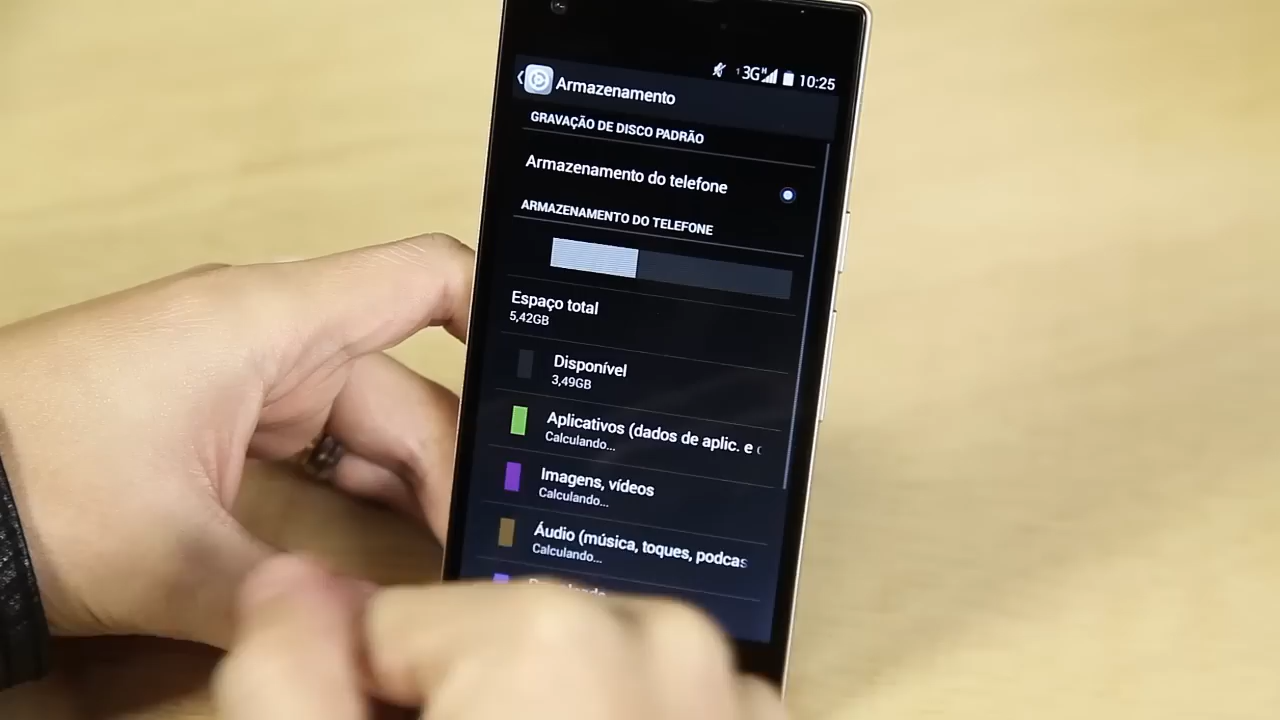 3G H 10:25
Armazenamento
GRAVAÇÃO DE DISCO PADRÃO
Armazenamento do telefone
ARMAZENAMENTO DO TELEFONE
Espaço total
5,42GB
Disponível
3,49GB
Aplicativos (dados de aplic. e
Calculando...
Imagens, vídeos
Calculando...
Áudio (música, toques, podcas
Calculando...